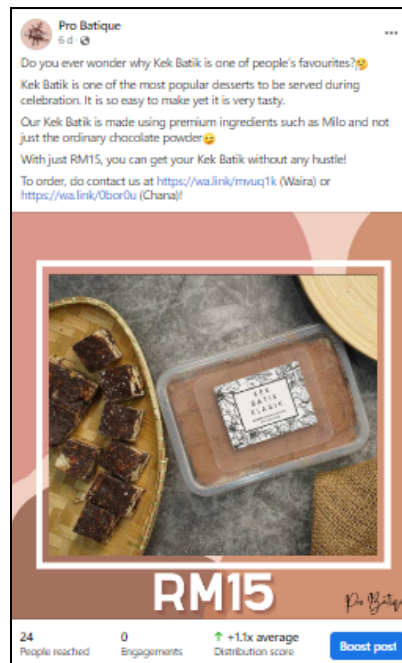 Pro Batique
6 d
Do you ever wonder why Kek Batik is one of people's favourites?🤔
Kek Batik is one of the most popular desserts to be served during
celebration. It is so easy to make yet it is very tasty.
Our Kek Batik is made using premium ingredients such as Milo and not
just the ordinary chocolate powder😉
With just RM15, you can get your Kek Batik without any hustle!
To order, do contact us at https://wa.link/mvuq1k (Waira) or
https://wa.link/0bor0u (Chana)!
KEK
BATIK
KLASIK
RM15
Pro Batique
24
People reached
0
Engagements
+1.1x average
Distribution score
Boost post